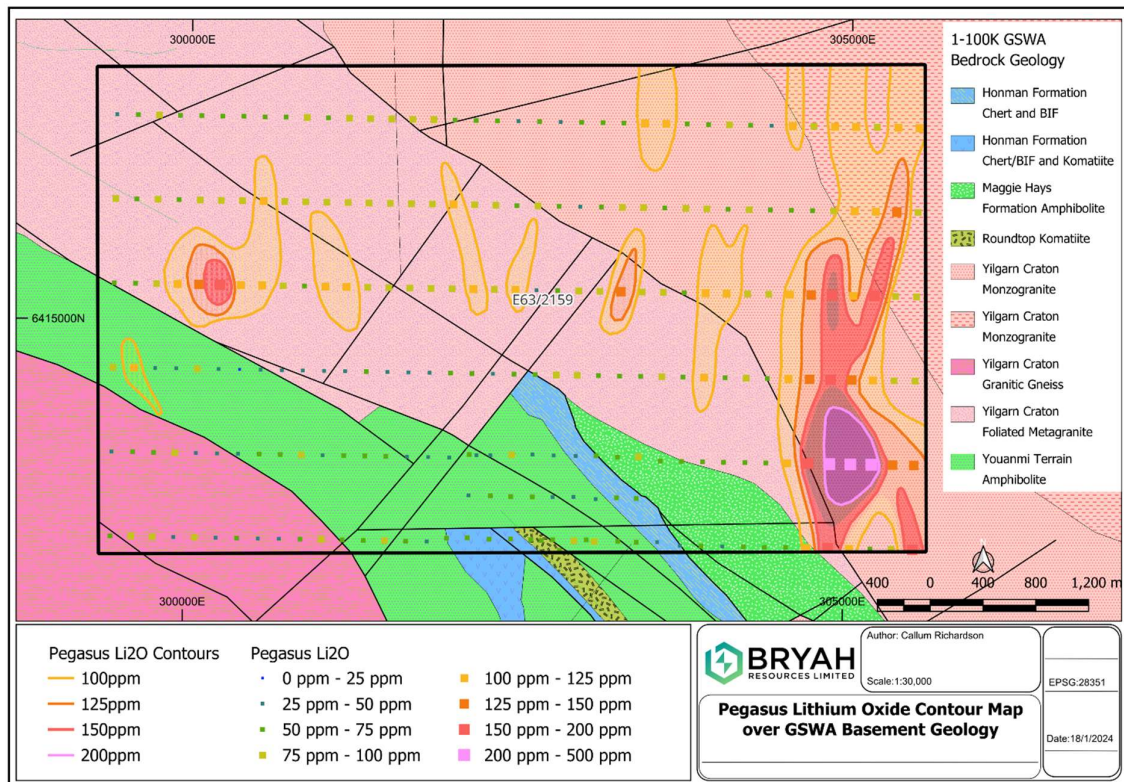 300000E
305000E
1-100K GSWA
Bedrock Geology
Honman Formation
Chert and BIF
Honman Formation
Chert/BIF and Komatiite
Maggie Hays
Formation Amphibolite
Roundtop Komatiite
Yilgarn Craton
Monzogranite
Yilgarn Craton
Monzogranite
Yilgarn Craton
Granitic Gneiss
Yilgarn Craton
Foliated Metagranite
Youanmi Terrain
Amphibolite
E63/2159
6415000N
N
400 0 400 800 1,200 m
300000E
305000E
Pegasus Li2O Contours
100ppm
125ppm
150ppm
200ppm
Pegasus Li2O
0 ppm - 25 ppm
25 ppm - 50 ppm
50 ppm - 75 ppm
75 ppm - 100 ppm
100 ppm - 125 ppm
125 ppm - 150 ppm
150 ppm - 200 ppm
200 ppm - 500 ppm
BRYAH
RESOURCES LIMITED
Author: Callum Richardson
Scale:1:30,000
Pegasus Lithium Oxide Contour Map
over GSWA Basement Geology
EPSG:28351
Date:18/1/2024